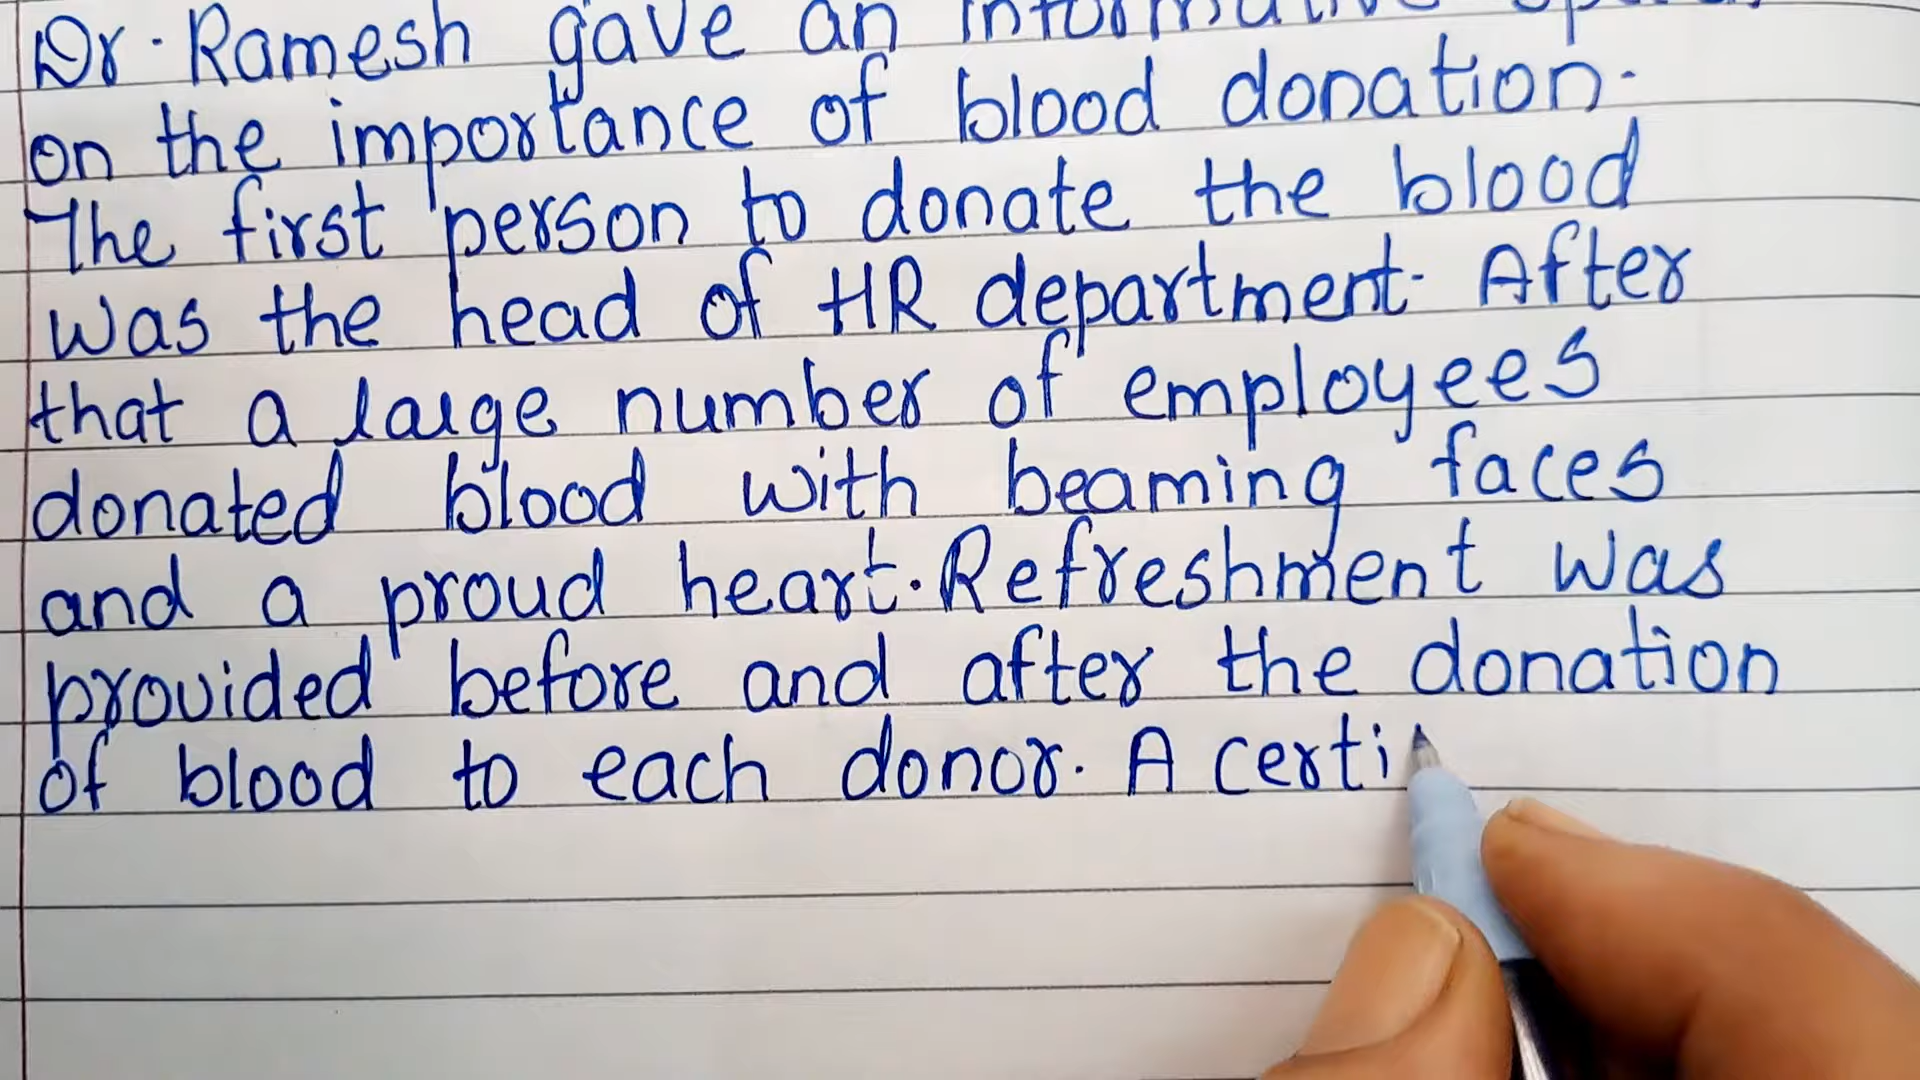 Dr. Ramesh gave an informative
on the importance of blood donation.
The first person to donate the blood
was the head of HR department. After
that a large number of employees
donated blood with beaming faces
and a proud heart. Refreshment was
provided before and after the donation
of blood to each donor. A certi